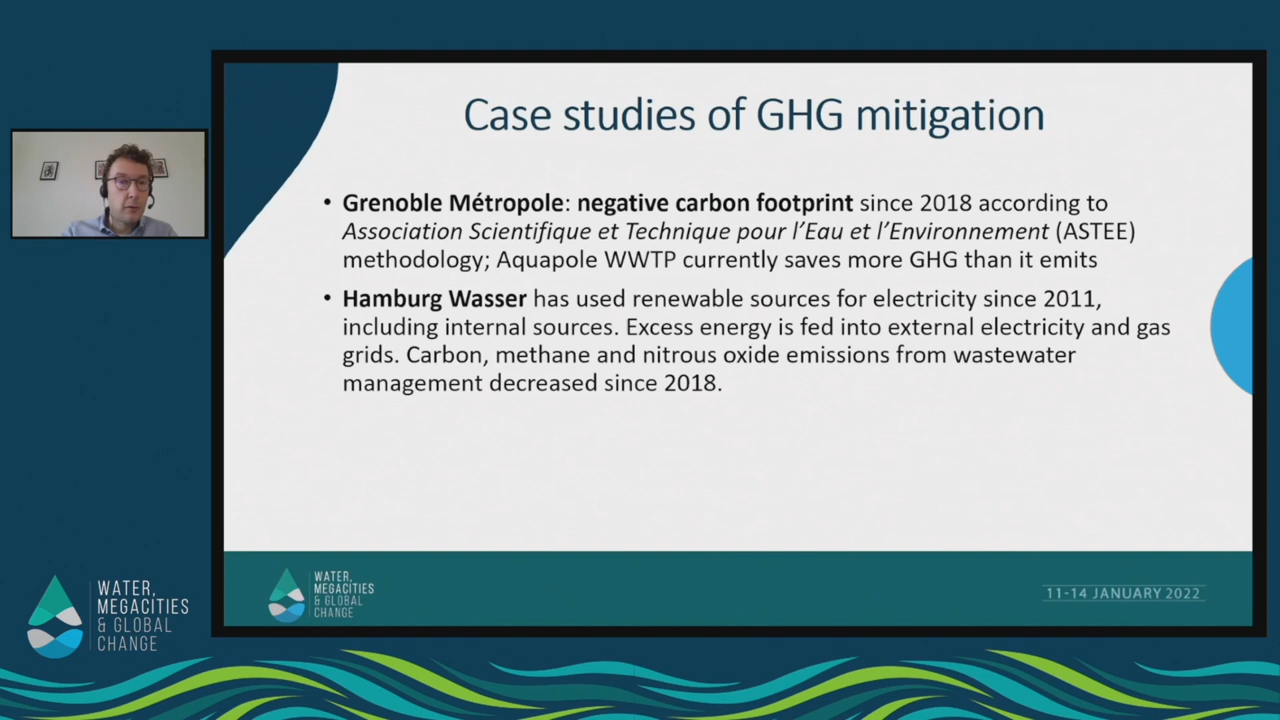 Case studies of GHG mitigation
• Grenoble Métropole: negative carbon footprint since 2018 according to
Association Scientifique et Technique pour l'Eau et l'Environnement (ASTEE)
methodology; Aquapole WWTP currently saves more GHG than it emits
• Hamburg Wasser has used renewable sources for electricity since 2011,
including internal sources. Excess energy is fed into external electricity and gas
grids. Carbon, methane and nitrous oxide emissions from wastewater
management decreased since 2018.
WATER,
MEGACITIES
& GLOBAL
CHANGE
11-14 JANUARY 2022
WATER,
MEGACITIES
& GLOBAL
CHANGE